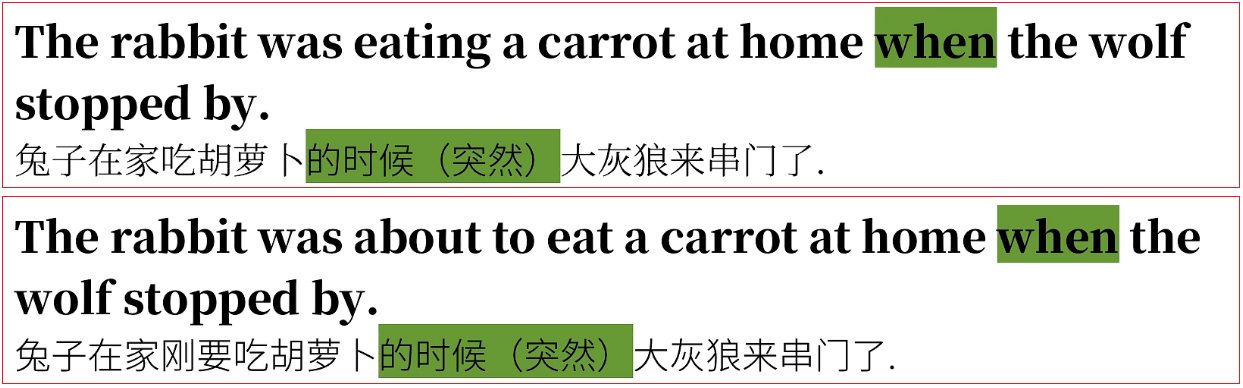 The rabbit was eating a carrot at home when the wolf
stopped by.
兔子在家吃胡萝卜的时候（突然）大灰狼来串门了.
The rabbit was about to eat a carrot at home when the
wolf stopped by.
兔子在家刚要吃胡萝卜的时候（突然）大灰狼来串门了.